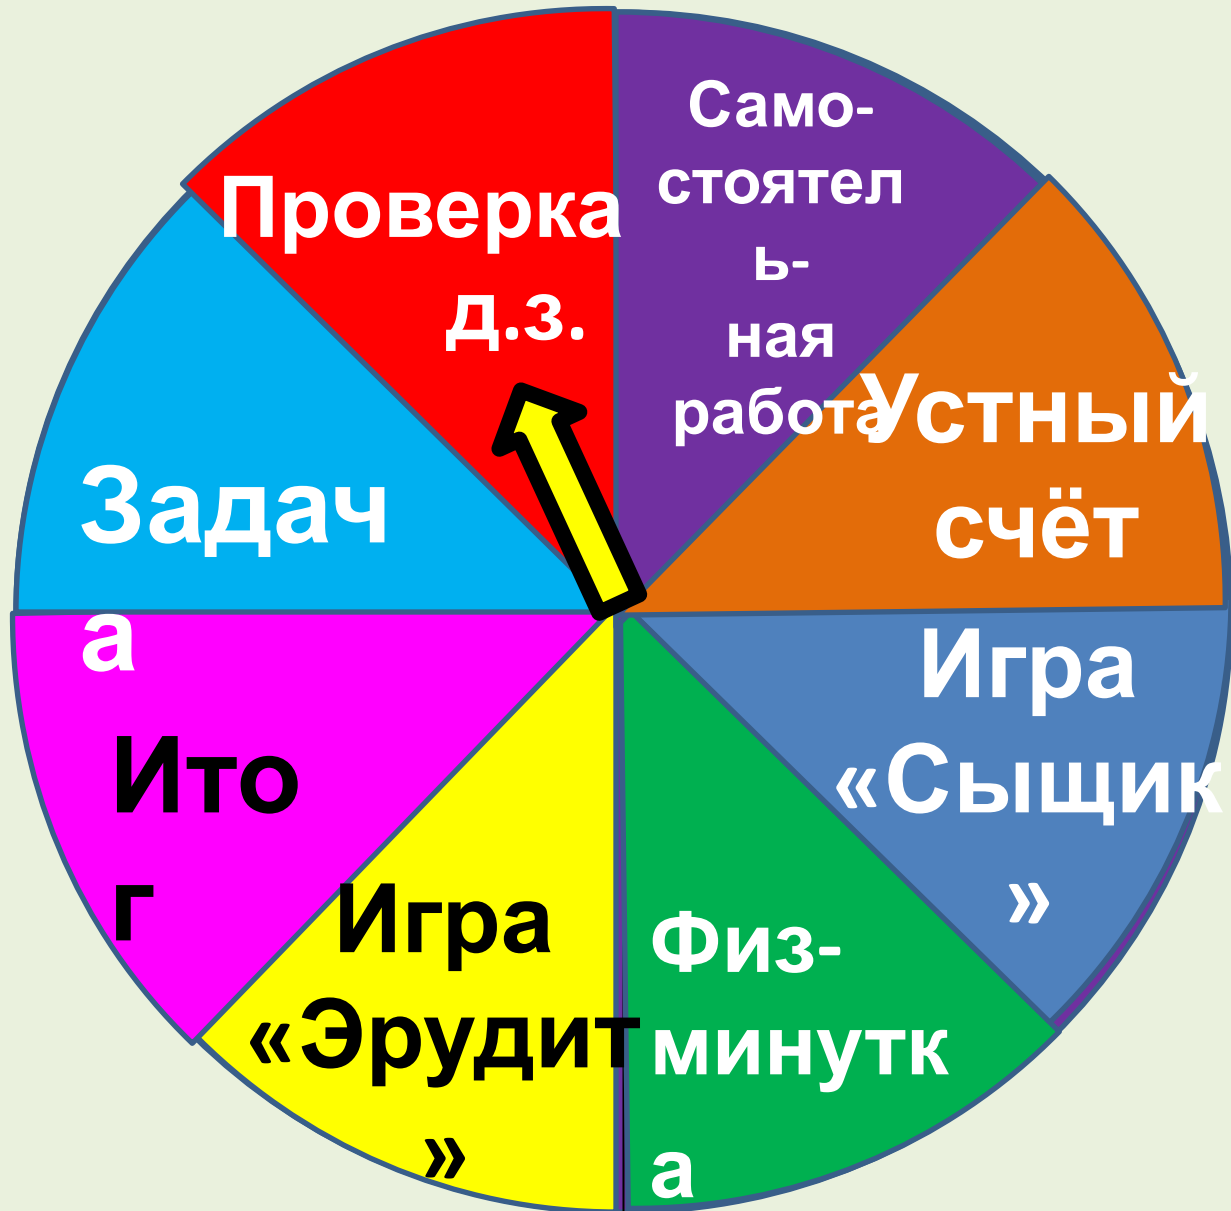 Проверка
д.з.
Само-
стоятел
ь-
ная
работа
Устный
счёт
Игра
«Сыщик
»
Физ-
минутк
а
Игра
«Эрудит
»
Ито
г
Задач
а